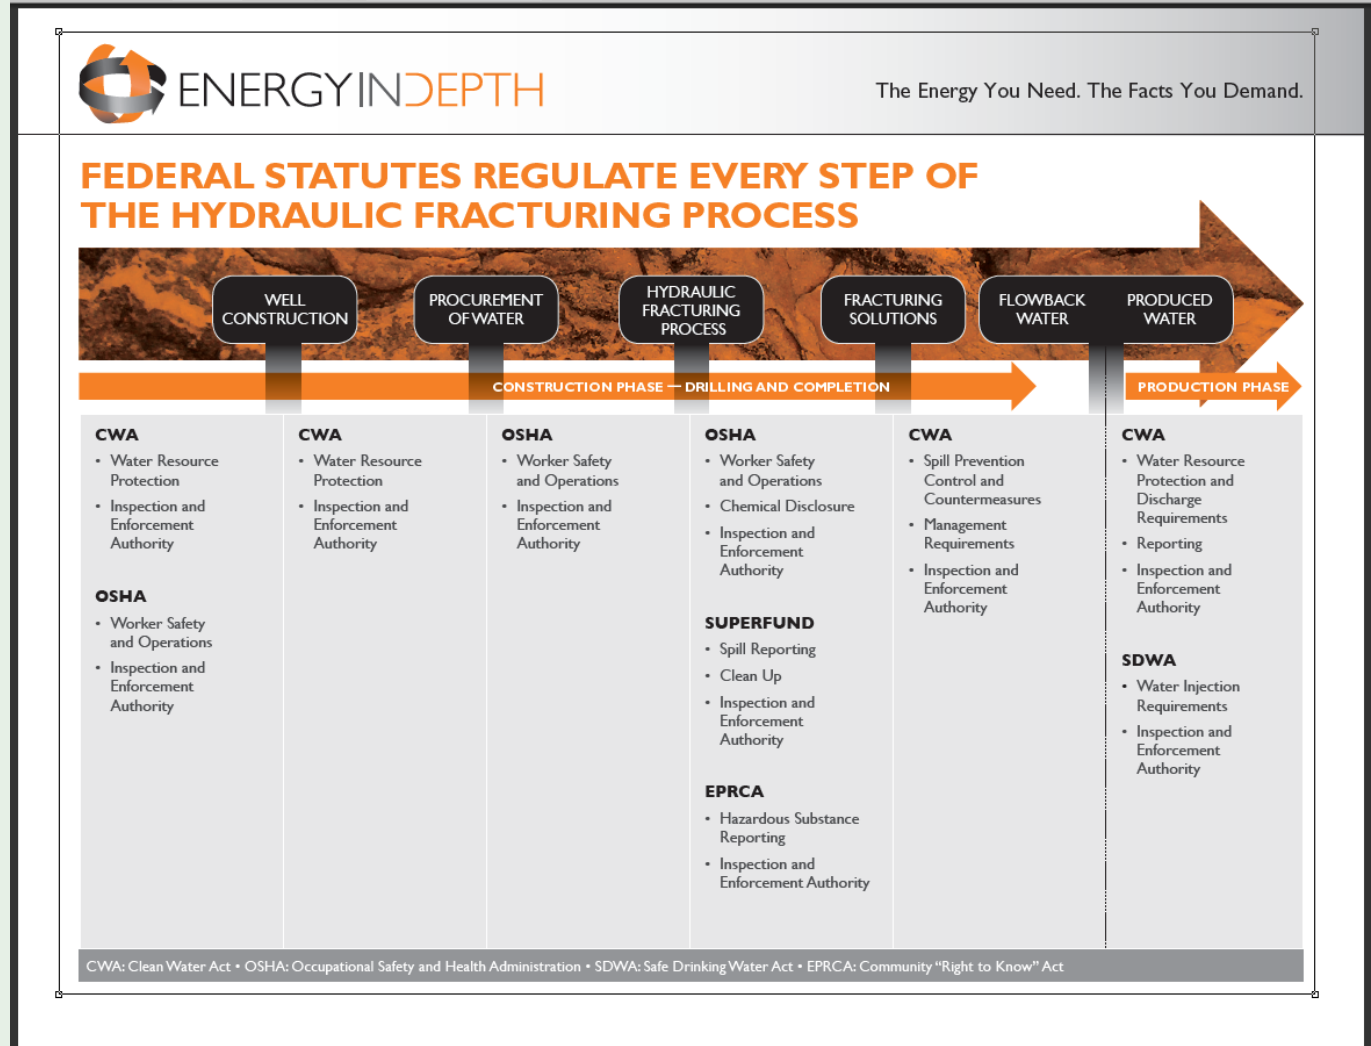 ENERGYINDEPTH
The Energy You Need. The Facts You Demand.
FEDERAL STATUTES REGULATE EVERY STEP OF
THE HYDRAULIC FRACTURING PROCESS
WELL
CONSTRUCTION
PROCUREMENT
OF WATER
HYDRAULIC
FRACTURING
PROCESS
FRACTURING
SOLUTIONS
FLOWBACK
WATER
PRODUCED
WATER
CONSTRUCTION PHASE — DRILLING AND COMPLETION
PRODUCTION PHASE
CWA
• Water Resource
Protection
• Inspection and
Enforcement
Authority
OSHA
• Worker Safety
and Operations
• Inspection and
Enforcement
Authority
CWA
• Water Resource
Protection
• Inspection and
Enforcement
Authority
OSHA
• Worker Safety
and Operations
• Inspection and
Enforcement
Authority
OSHA
• Worker Safety
and Operations
• Chemical Disclosure
• Inspection and
Enforcement
Authority
SUPERFUND
• Spill Reporting
• Clean Up
• Inspection and
Enforcement
Authority
EPRCA
• Hazardous Substance
Reporting
• Inspection and
Enforcement Authority
CWA
• Spill Prevention
Control and
Countermeasures
• Management
Requirements
• Inspection and
Enforcement
Authority
CWA
• Water Resource
Protection and
Discharge
Requirements
• Reporting
• Inspection and
Enforcement
Authority
SDWA
• Water Injection
Requirements
• Inspection and
Enforcement
Authority
CWA: Clean Water Act • OSHA: Occupational Safety and Health Administration • SDWA: Safe Drinking Water Act • EPRCA: Community “Right to Know” Act